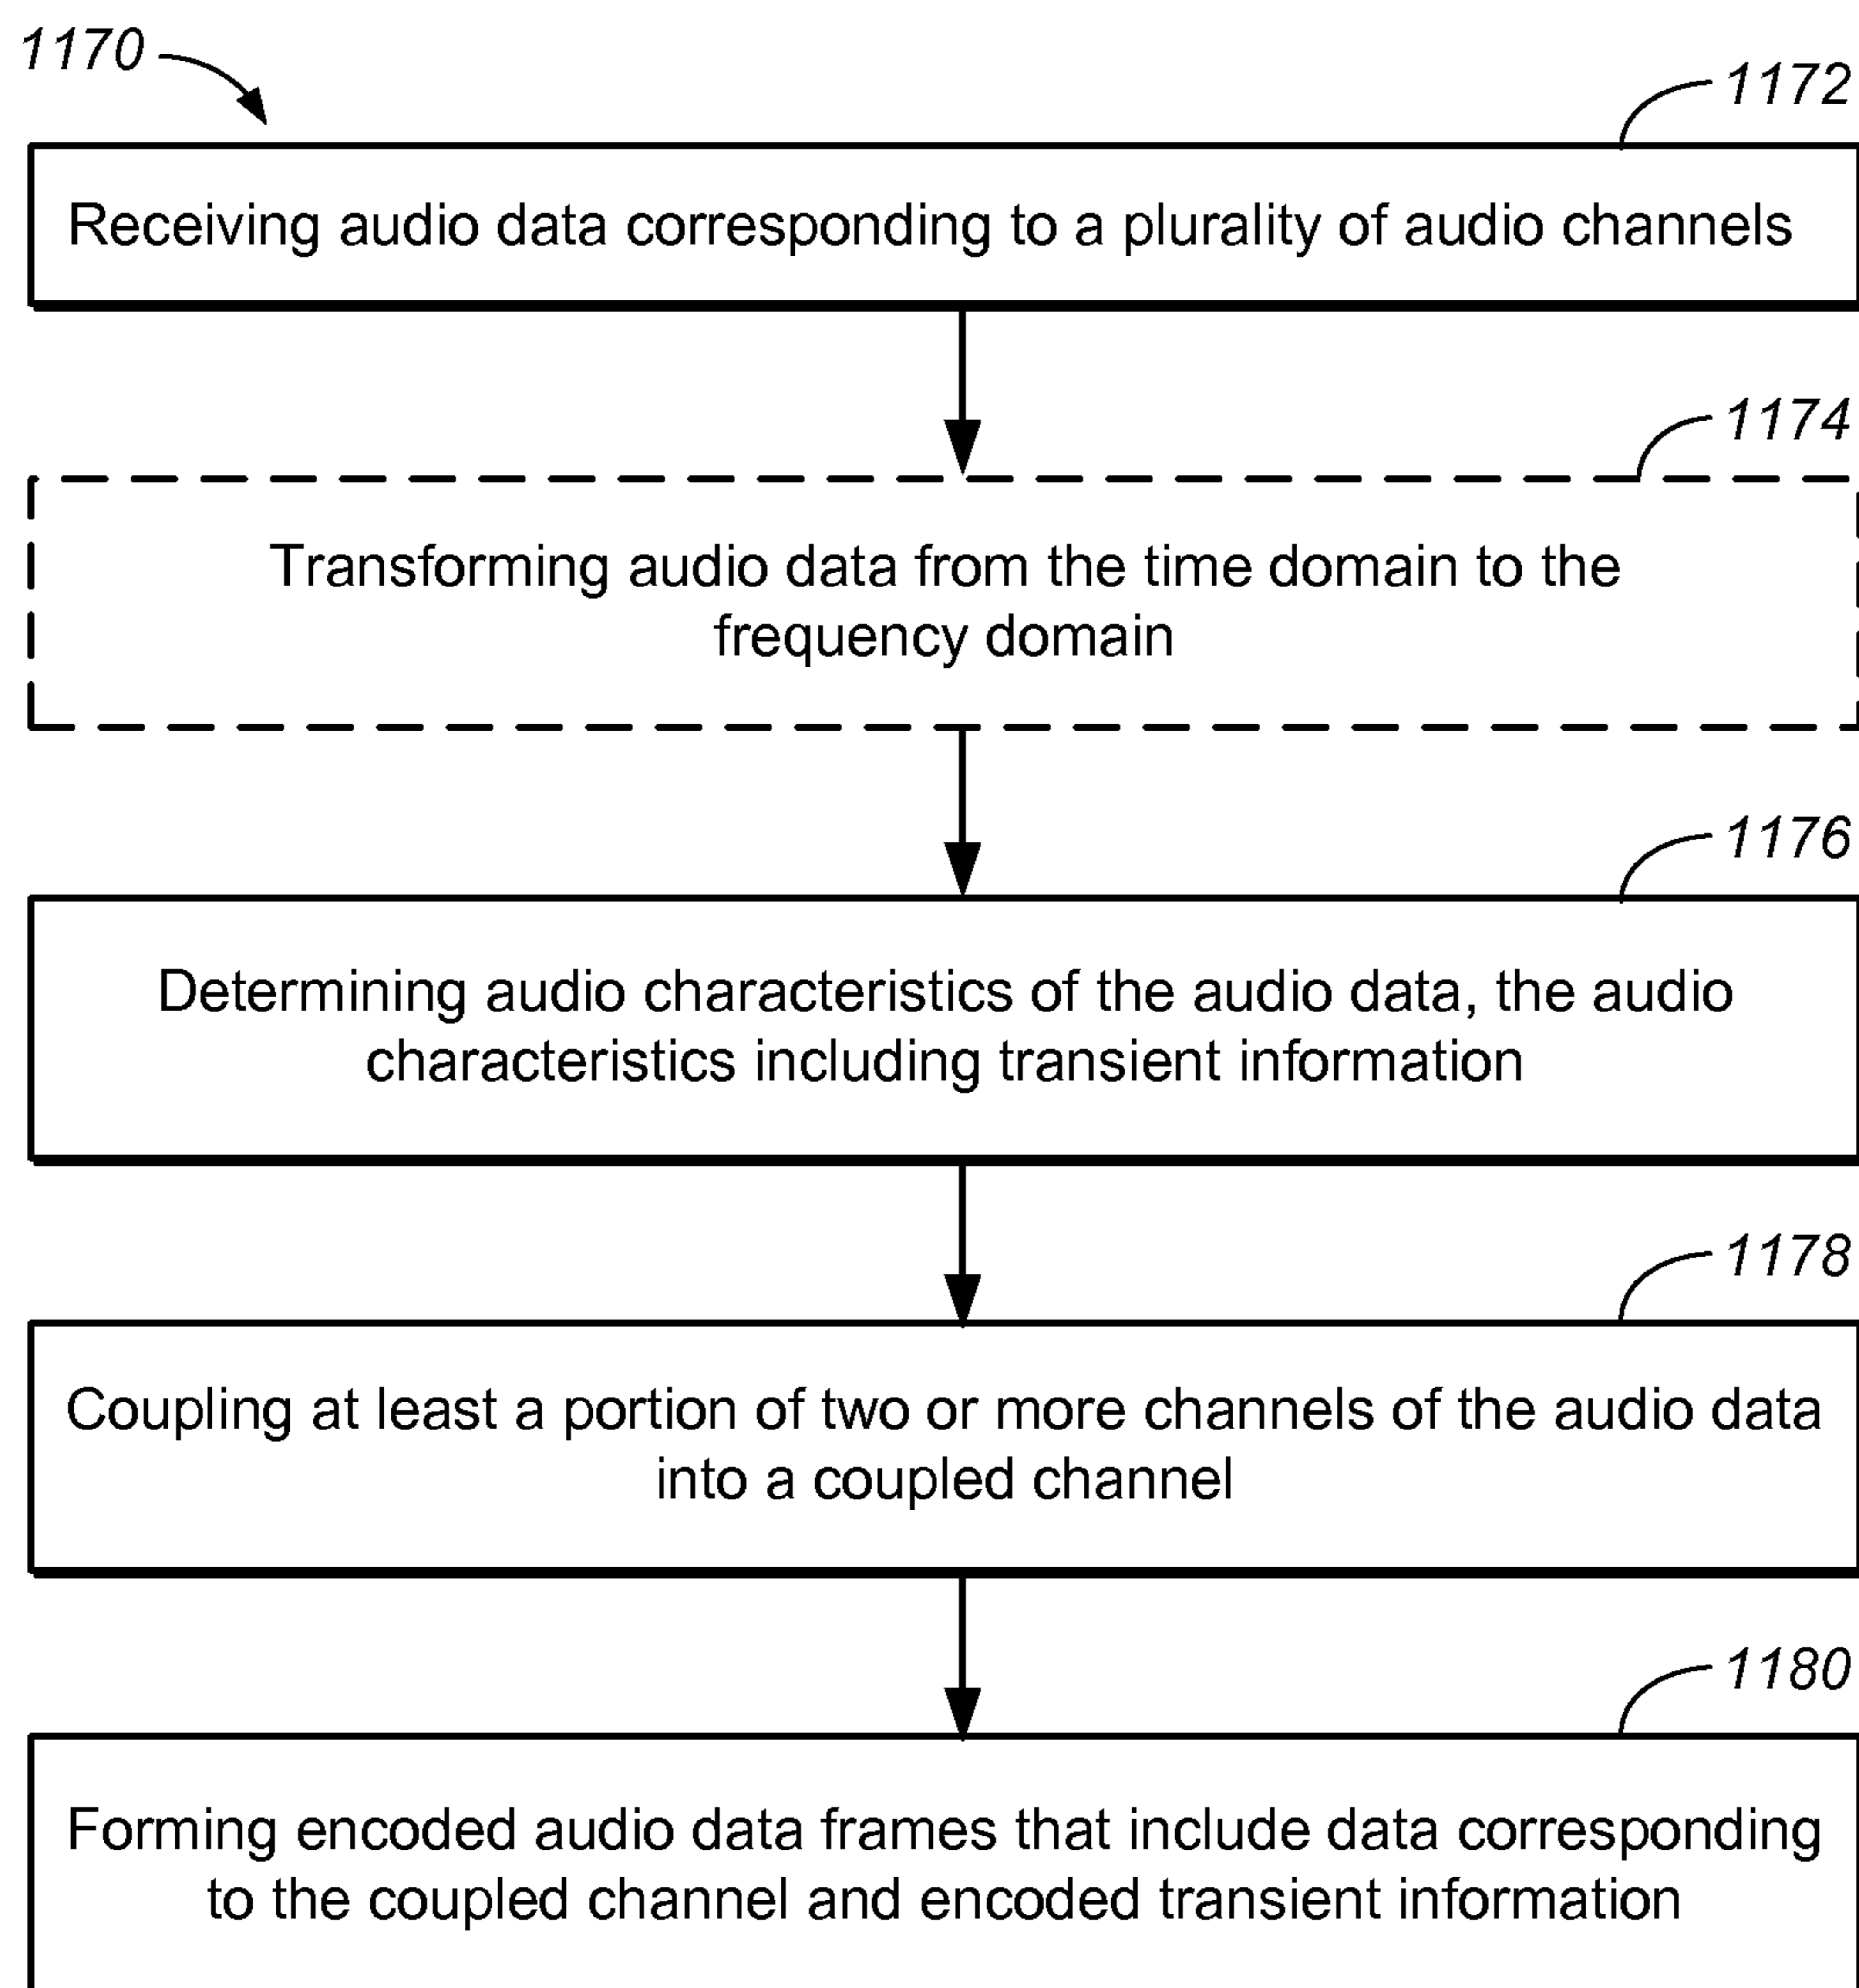 1170
1172
Receiving audio data corresponding to a plurality of audio channels
1174
Transforming audio data from the time domain to the
frequency domain
1176
Determining audio characteristics of the audio data, the audio
characteristics including transient information
1178
Coupling at least a portion of two or more channels of the audio data
into a coupled channel
1180
Forming encoded audio data frames that include data corresponding
to the coupled channel and encoded transient information